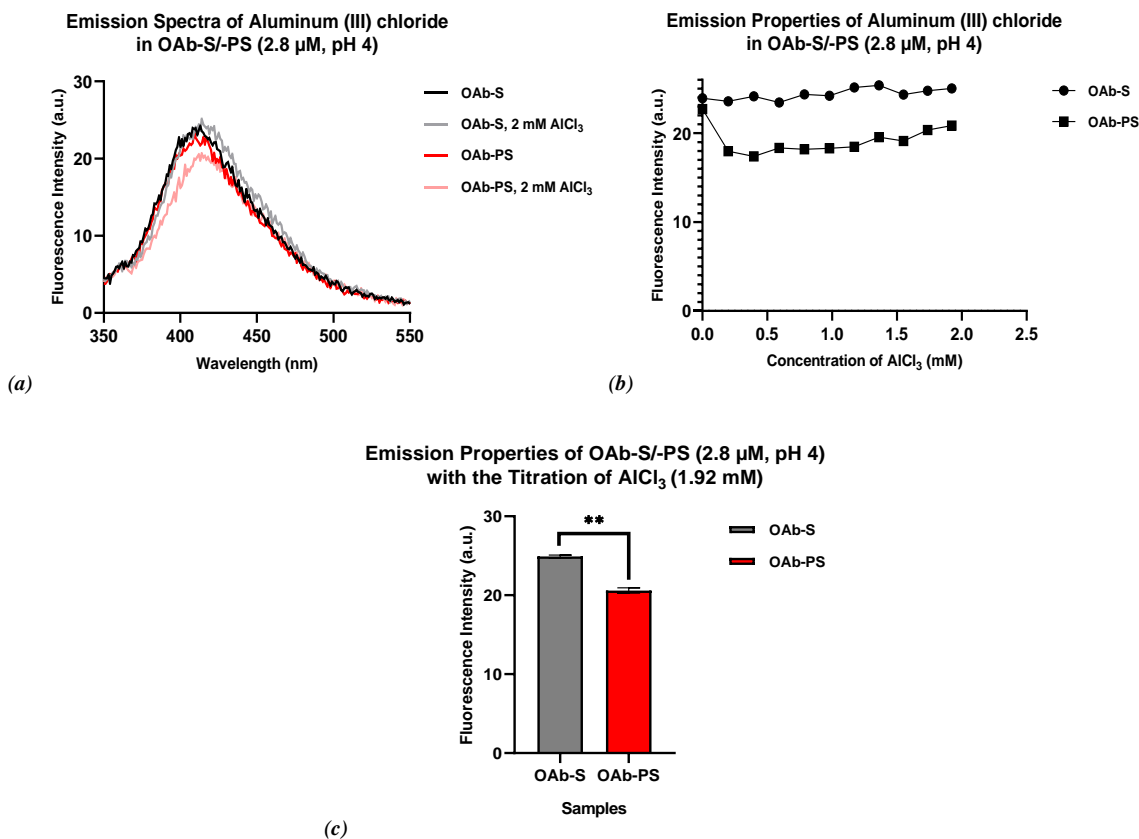 Emission Spectra of Aluminum (III) chloride
in OAb-S/-PS (2.8 µM, pH 4)
Fluorescence Intensity (a.u.)
30
20
10
0
350
400
450
500
550
Wavelength (nm)
OAb-S
OAb-S, 2 mM AlCl₃
OAb-PS
OAb-PS, 2 mM AlCl₃
(a)
Emission Properties of Aluminum (III) chloride
in OAb-S/-PS (2.8 µM, pH 4)
Fluorescence Intensity (a.u.)
20
10
0
0.0
0.5
1.0
1.5
2.0
2.5
Concentration of AlCl₃ (mM)
OAb-S
OAb-PS
(b)
Emission Properties of OAb-S/-PS (2.8 µM, pH 4)
with the Titration of AlCl₃ (1.92 mM)
Fluorescence Intensity (a.u.)
30
20
10
0
**
OAb-S
OAb-PS
Samples
OAb-S
OAb-PS
(c)